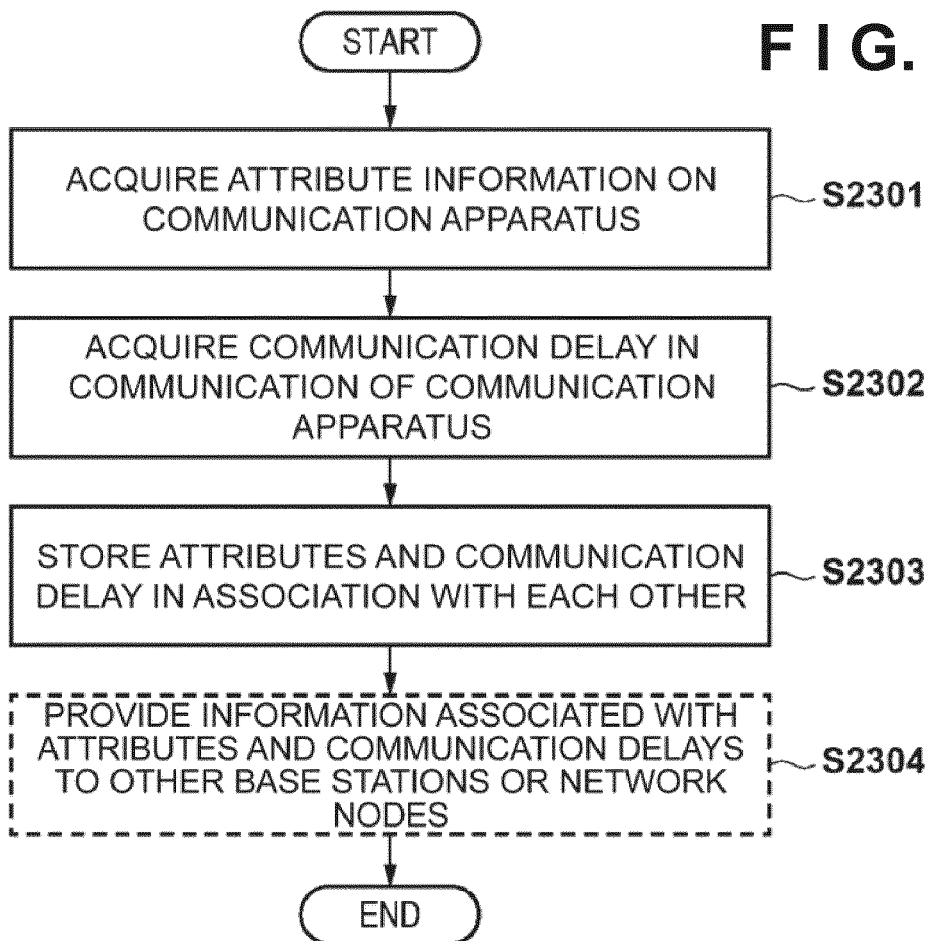 START
F I G.
ACQUIRE ATTRIBUTE INFORMATION ON
COMMUNICATION APPARATUS
S2301
ACQUIRE COMMUNICATION DELAY IN
COMMUNICATION OF COMMUNICATION
APPARATUS
S2302
STORE ATTRIBUTES AND COMMUNICATION
DELAY IN ASSOCIATION WITH EACH OTHER
S2303
PROVIDE INFORMATION ASSOCIATED WITH
ATTRIBUTES AND COMMUNICATION DELAYS
TO OTHER BASE STATIONS OR NETWORK
NODES
S2304
END